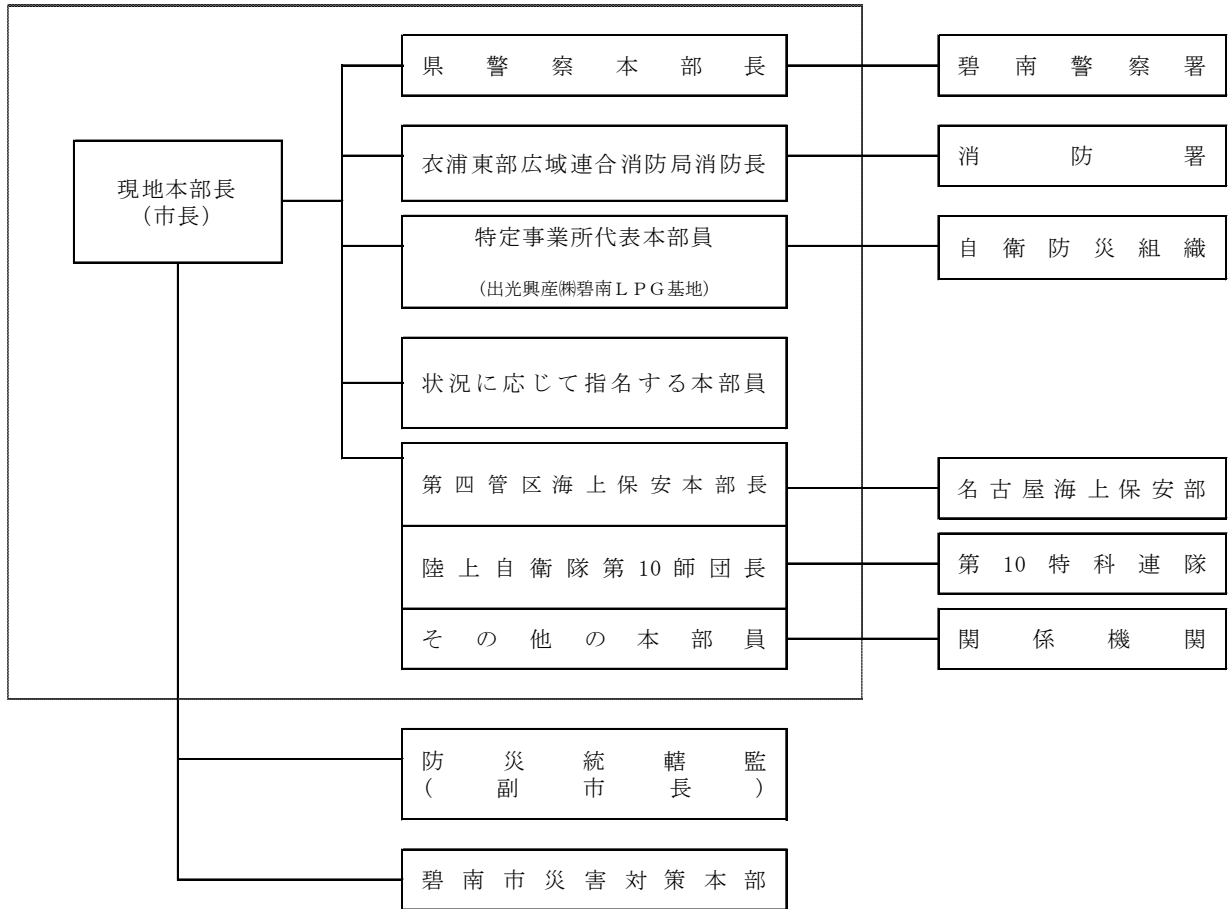 県警察本部長
碧南警察署
衣浦東部広域連合消防局消防長
消防署
現地本部長
(市長)
特定事業所代表本部員
(出光興産㈱碧南LPG基地)
自衛防災組織
状況に応じて指名する本部員
第四管区海上保安本部長
名古屋海上保安部
陸上自衛隊第10師団長
第10特科連隊
その他の本部員
関係機関
防災統轄監
(副市長)
碧南市災害対策本部